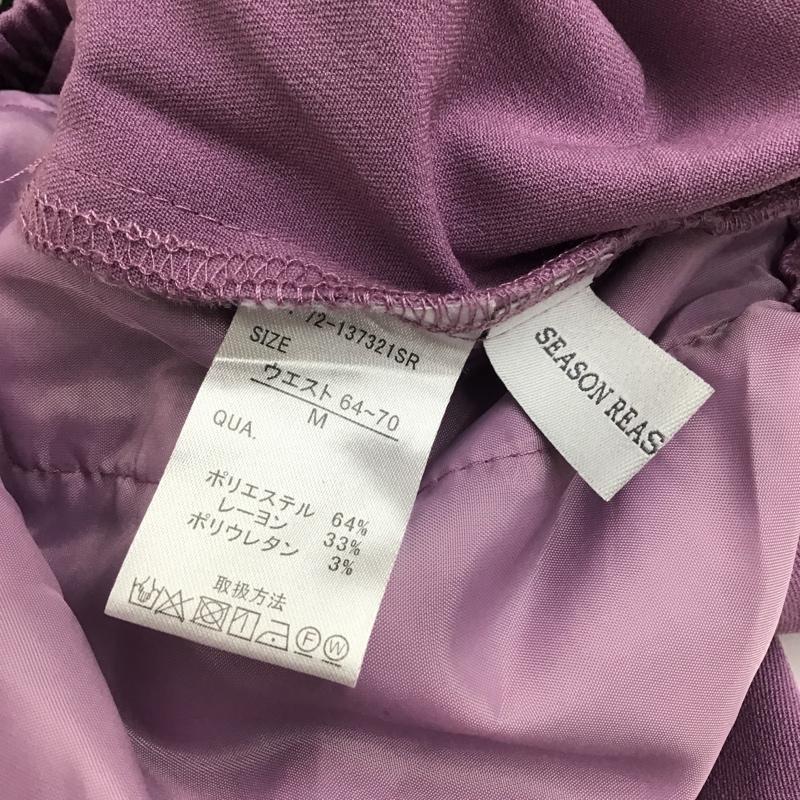 72-137321SR
SIZE
ウエスト 64~70
M
QUA.
ポリエステル 64%
レーヨン 33%
ポリウレタン 3%
取扱方法
F W
SEASON REAS